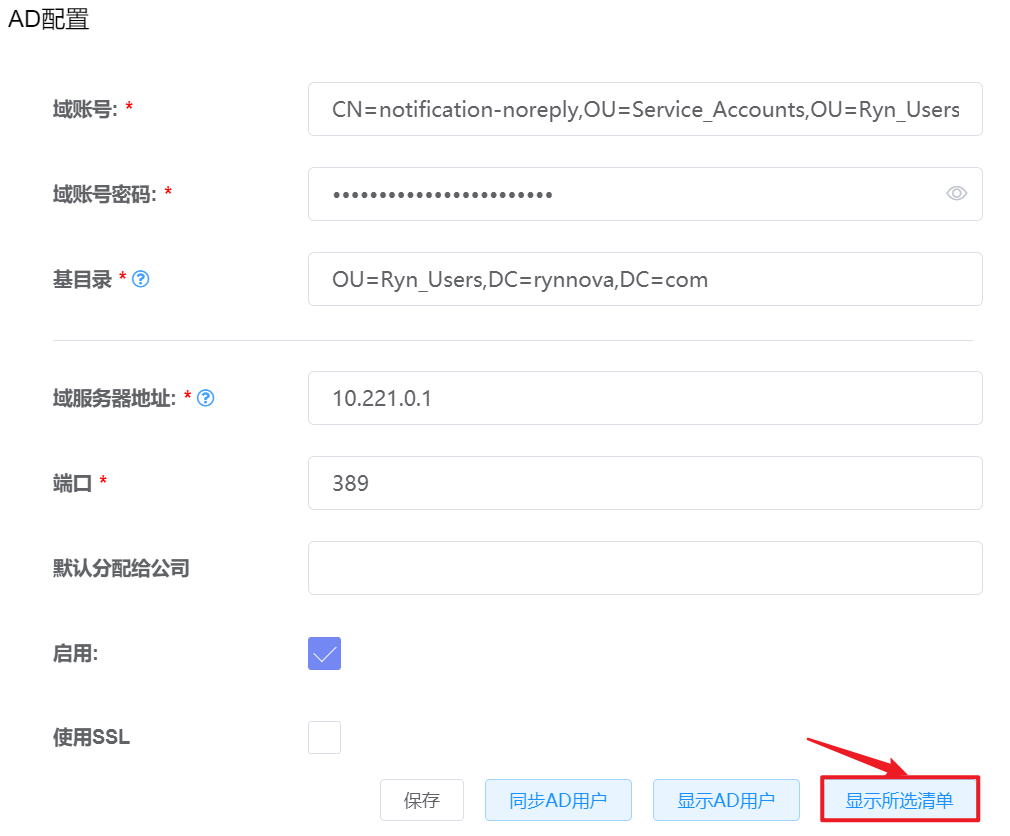 AD配置
域账号: * CN=notification-noreply,OU=Service_Accounts,OU=Ryn_Users
域账号密码: * ••••••••••••••••••••••••
基目录 * ? OU=Ryn_Users,DC=rynnova,DC=com
域服务器地址: * ? 10.221.0.1
端口 * 389
默认分配给公司
启用:
使用SSL
保存 同步AD用户 显示AD用户 显示所选清单